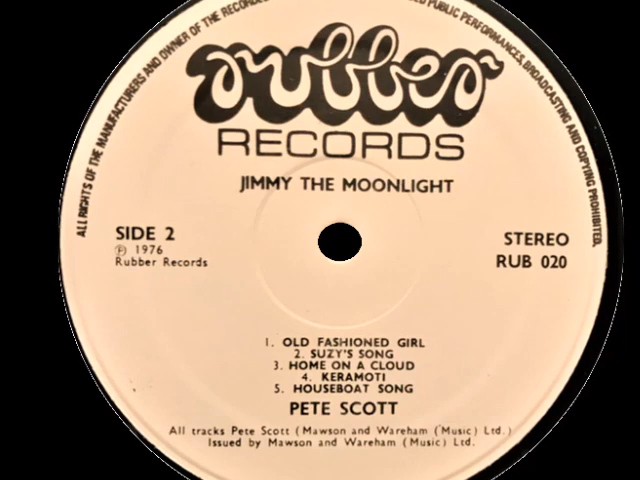 ALL RIGHTS OF THE MANUFACTURERS AND OWNER OF THE RECORDED PUBLIC PERFORMANCES, BROADCASTING AND COPYING PROHIBITED.
rubber
RECORDS
JIMMY THE MOONLIGHT
SIDE 2
STEREO
℗ 1976
RUB 020
Rubber Records
1. OLD FASHIONED GIRL
2. SUZY'S SONG
3. HOME ON A CLOUD
4. KERAMOTI
5. HOUSEBOAT SONG
PETE SCOTT
All tracks Pete Scott (Mawson and Wareham (Music) Ltd.)
Issued by Mawson and Wareham (Music) Ltd.